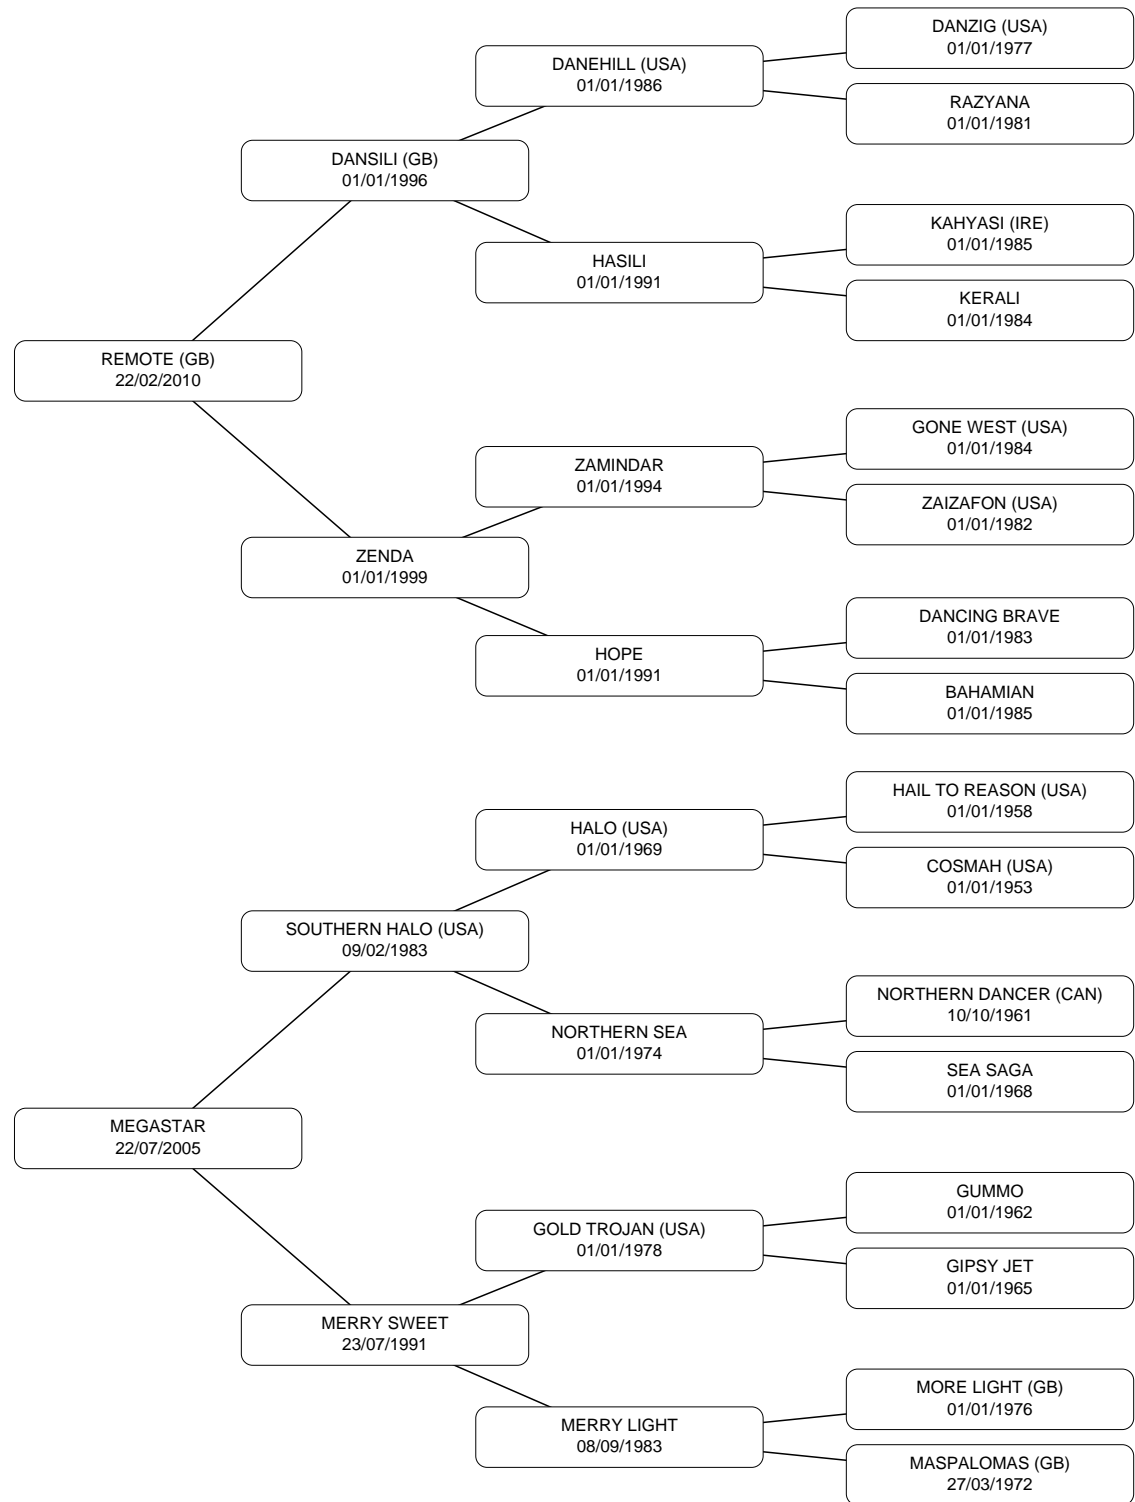 DANZIG (USA)
01/01/1977
DANEHILL (USA)
01/01/1986
RAZYANA
01/01/1981
DANSILI (GB)
01/01/1996
KAHYASI (IRE)
01/01/1985
HASILI
01/01/1991
KERALI
01/01/1984
REMOTE (GB)
22/02/2010
GONE WEST (USA)
01/01/1984
ZAMINDAR
01/01/1994
ZAIZAFON (USA)
01/01/1982
ZENDA
01/01/1999
DANCING BRAVE
01/01/1983
HOPE
01/01/1991
BAHAMIAN
01/01/1985
HAIL TO REASON (USA)
01/01/1958
HALO (USA)
01/01/1969
COSMAH (USA)
01/01/1953
SOUTHERN HALO (USA)
09/02/1983
NORTHERN DANCER (CAN)
10/10/1961
NORTHERN SEA
01/01/1974
SEA SAGA
01/01/1968
MEGASTAR
22/07/2005
GUMMO
01/01/1962
GOLD TROJAN (USA)
01/01/1978
GIPSY JET
01/01/1965
MERRY SWEET
23/07/1991
MORE LIGHT (GB)
01/01/1976
MERRY LIGHT
08/09/1983
MASPALOMAS (GB)
27/03/1972